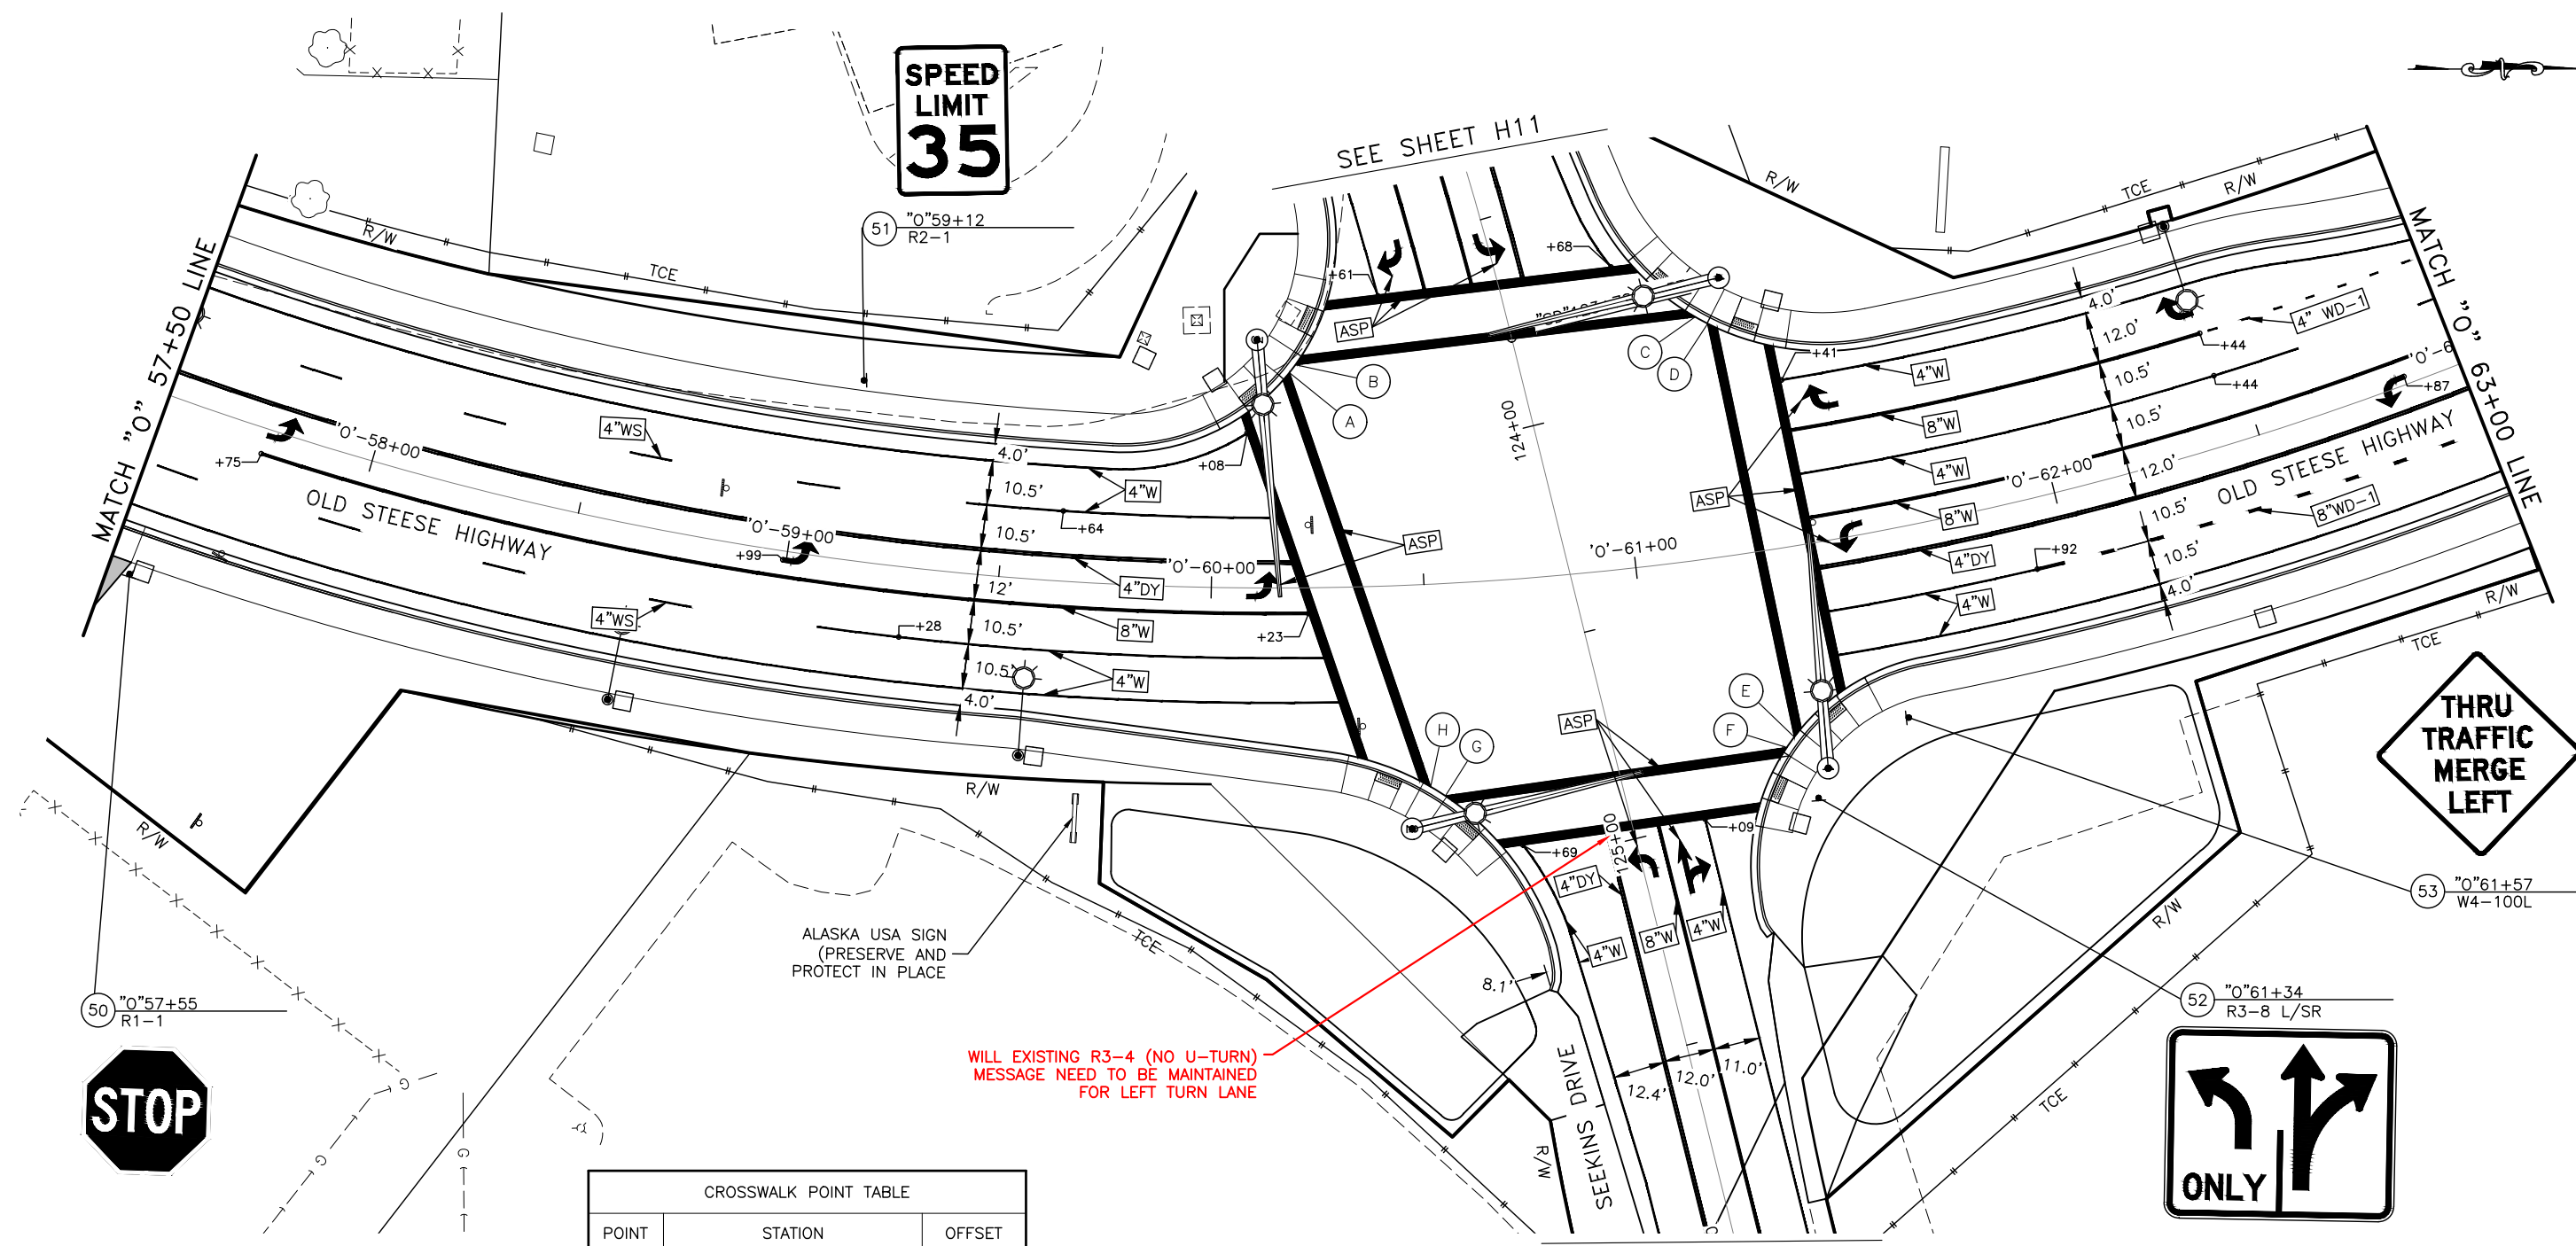 SPEED
LIMIT
35
51 "O"59+12
R2-1
SEE SHEET H11
R/W
TCE
R/W
R/W
TCE
R/W
MATCH "O" 57+50 LINE
MATCH "O" 63+00 LINE
+61
+68
ASP
C
D
B
A
+41
4.0'
12.0'
10.5'
10.5'
12.0'
10.5'
10.5'
4.0'
4" WD-1
+44
+44
4"W
8"W
4"W
8"W
'O'-62+00
+87
OLD STEESE HIGHWAY
8"WD-1
4"DY
+92
4"W
ASP
124+00
'O'-61+00
'O'-58+00
+75
OLD STEESE HIGHWAY
4"WS
4.0'
10.5'
10.5'
12'
10.5'
10.5'
4.0'
+08
4"W
+64
'O'-59+00
+99
'O'-60+00
4"DY
ASP
4"WS
+28
8"W
+23
4"W
E
F
ASP
H
G
R/W
R/W
R/W
TCE
THRU
TRAFFIC
MERGE
LEFT
53 "O"61+57
W4-100L
+69
125+00
+09
4"DY
4"W
8"W
4"W
8.1'
ALASKA USA SIGN
(PRESERVE AND
PROTECT IN PLACE
TCE
R/W
TCE
50 "O"57+55
R1-1
STOP
52 "O"61+34
R3-8 L/SR
ONLY
WILL EXISTING R3-4 (NO U-TURN)
MESSAGE NEED TO BE MAINTAINED
FOR LEFT TURN LANE
12.4'
12.0'
11.0'
SEEKINS DRIVE
R/W
G
G
G
CROSSWALK POINT TABLE
POINT STATION OFFSET